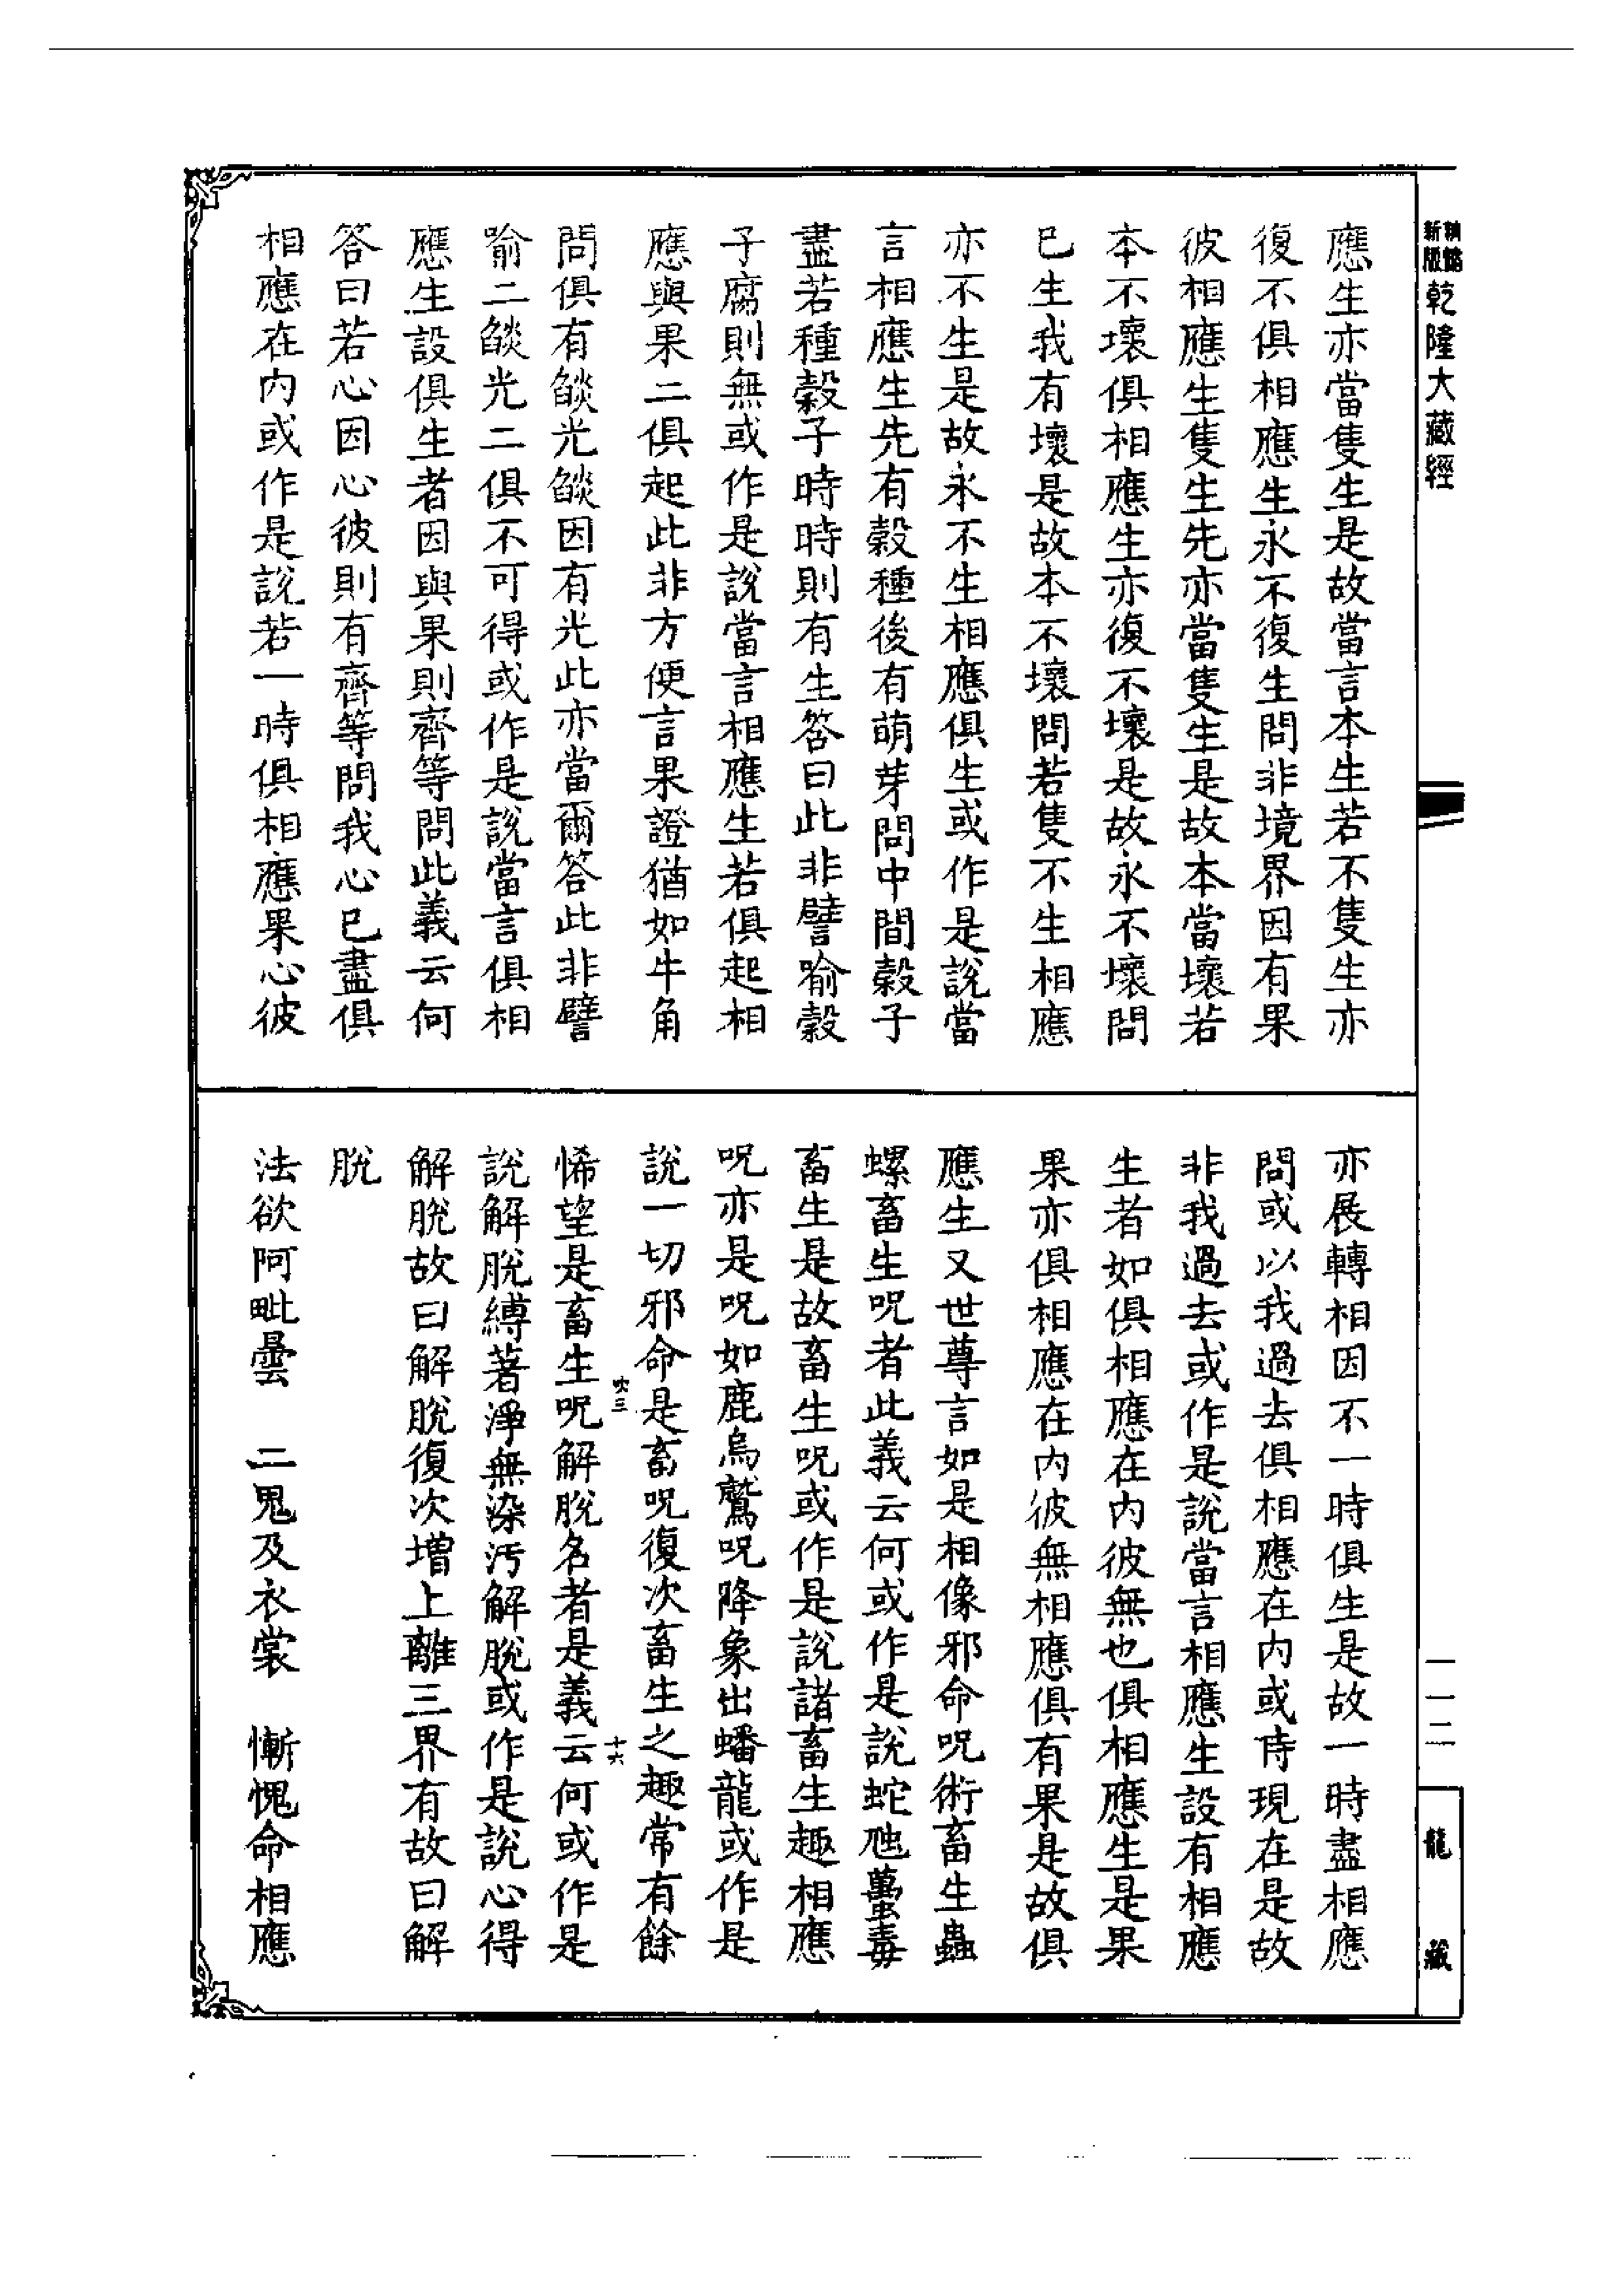 新版
乾隆大藏經
應生亦當隻生是故當言本生若不隻生亦
復不俱相應生永不復生問非境界因有果
彼相應生隻生先亦當隻生是故本當壞若
本不壞俱相應生亦復不壞是故永不壞問
已生我有壞是故本不壞問若隻不生相應
亦不生是故永不生相應俱生或作是說當
言相應生先有穀種後有萌芽問中間穀子
盡若種穀子時時則有生答曰此非譬喻穀
子腐則無或作是說當言相應生若俱起相
應與果二俱起此非方便言果證猶如牛角
問俱有燄光燄因有光此亦當爾答此非譬
喻二燄光二俱不可得或作是說當言俱相
應生設俱生者因與果則齊等問此義云何
答曰若心因心彼則有齊等問我心已盡俱
相應在內或作是說若一時俱相應果心彼
亦展轉相因不一時俱生是故一時盡相應
問或以我過去俱相應在內或時現在是故
非我過去或作是說當言相應生設有相應
生者如俱相應在內彼無也俱相應生是果
果亦俱相應在內彼無相應俱有果是故俱
應生又世尊言如是相像邪命呪術畜生蟲
螺畜生呪者此義云何或作是說蛇虺蠆毒
畜生是故畜生呪或作是說諸畜生趣相應
呪亦是呪如鹿烏鷲呪降象出蟠龍或作是
說一切邪命是畜呪復次畜生之趣常有餘
悕望是畜生呪解脫名者是義云何或作是
說解脫縛著淨無染污解脫或作是說心得
解脫故曰解脫復次增上離三界有故曰解
脫
法欲阿毗曇　二鬼及衣裳　慚愧命相應
十六
一一二
龍藏